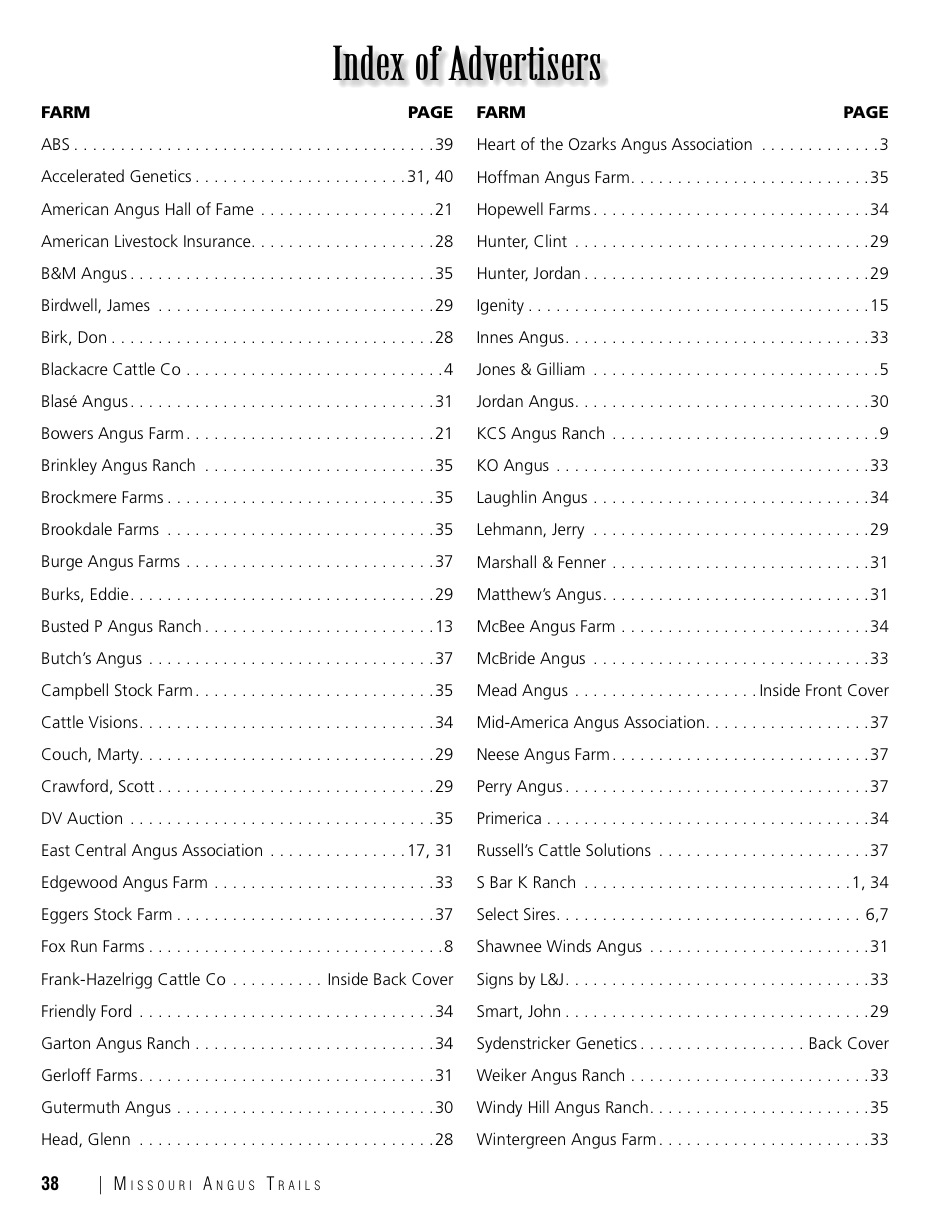 Index of Advertisers
FARM PAGE
ABS . . . . . . . . . . . . . . . . . . . . . . . . . . . . . . . . . . . . . . .39
Accelerated Genetics . . . . . . . . . . . . . . . . . . . . . . .31, 40
American Angus Hall of Fame . . . . . . . . . . . . . . . . . . .21
American Livestock Insurance. . . . . . . . . . . . . . . . . . . .28
B&M Angus . . . . . . . . . . . . . . . . . . . . . . . . . . . . . . . . .35
Birdwell, James . . . . . . . . . . . . . . . . . . . . . . . . . . . . . .29
Birk, Don . . . . . . . . . . . . . . . . . . . . . . . . . . . . . . . . . . .28
Blackacre Cattle Co . . . . . . . . . . . . . . . . . . . . . . . . . . . .4
Blasé Angus . . . . . . . . . . . . . . . . . . . . . . . . . . . . . . . . .31
Bowers Angus Farm . . . . . . . . . . . . . . . . . . . . . . . . . . .21
Brinkley Angus Ranch . . . . . . . . . . . . . . . . . . . . . . . . .35
Brockmere Farms . . . . . . . . . . . . . . . . . . . . . . . . . . . . .35
Brookdale Farms . . . . . . . . . . . . . . . . . . . . . . . . . . . . .35
Burge Angus Farms . . . . . . . . . . . . . . . . . . . . . . . . . . .37
Burks, Eddie. . . . . . . . . . . . . . . . . . . . . . . . . . . . . . . . .29
Busted P Angus Ranch . . . . . . . . . . . . . . . . . . . . . . . . .13
Butch's Angus . . . . . . . . . . . . . . . . . . . . . . . . . . . . . . .37
Campbell Stock Farm . . . . . . . . . . . . . . . . . . . . . . . . . .35
Cattle Visions. . . . . . . . . . . . . . . . . . . . . . . . . . . . . . . .34
Couch, Marty. . . . . . . . . . . . . . . . . . . . . . . . . . . . . . . .29
Crawford, Scott . . . . . . . . . . . . . . . . . . . . . . . . . . . . . .29
DV Auction . . . . . . . . . . . . . . . . . . . . . . . . . . . . . . . . .35
East Central Angus Association . . . . . . . . . . . . . . .17, 31
Edgewood Angus Farm . . . . . . . . . . . . . . . . . . . . . . . .33
Eggers Stock Farm . . . . . . . . . . . . . . . . . . . . . . . . . . . .37
Fox Run Farms . . . . . . . . . . . . . . . . . . . . . . . . . . . . . . . .8
Frank-Hazelrigg Cattle Co . . . . . . . . . . Inside Back Cover
Friendly Ford . . . . . . . . . . . . . . . . . . . . . . . . . . . . . . . .34
Garton Angus Ranch . . . . . . . . . . . . . . . . . . . . . . . . . .34
Gerloff Farms. . . . . . . . . . . . . . . . . . . . . . . . . . . . . . . .31
Gutermuth Angus . . . . . . . . . . . . . . . . . . . . . . . . . . . .30
Head, Glenn . . . . . . . . . . . . . . . . . . . . . . . . . . . . . . . .28
FARM PAGE
Heart of the Ozarks Angus Association . . . . . . . . . . . . .3
Hoffman Angus Farm. . . . . . . . . . . . . . . . . . . . . . . . . .35
Hopewell Farms . . . . . . . . . . . . . . . . . . . . . . . . . . . . . .34
Hunter, Clint . . . . . . . . . . . . . . . . . . . . . . . . . . . . . . . .29
Hunter, Jordan . . . . . . . . . . . . . . . . . . . . . . . . . . . . . . .29
Igenity . . . . . . . . . . . . . . . . . . . . . . . . . . . . . . . . . . . . .15
Innes Angus. . . . . . . . . . . . . . . . . . . . . . . . . . . . . . . . .33
Jones & Gilliam . . . . . . . . . . . . . . . . . . . . . . . . . . . . . . .5
Jordan Angus. . . . . . . . . . . . . . . . . . . . . . . . . . . . . . . .30
KCS Angus Ranch . . . . . . . . . . . . . . . . . . . . . . . . . . . . .9
KO Angus . . . . . . . . . . . . . . . . . . . . . . . . . . . . . . . . . .33
Laughlin Angus . . . . . . . . . . . . . . . . . . . . . . . . . . . . . .34
Lehmann, Jerry . . . . . . . . . . . . . . . . . . . . . . . . . . . . . .29
Marshall & Fenner . . . . . . . . . . . . . . . . . . . . . . . . . . . .31
Matthew's Angus. . . . . . . . . . . . . . . . . . . . . . . . . . . . .31
McBee Angus Farm . . . . . . . . . . . . . . . . . . . . . . . . . . .34
McBride Angus . . . . . . . . . . . . . . . . . . . . . . . . . . . . . .33
Mead Angus . . . . . . . . . . . . . . . . . . . . Inside Front Cover
Mid-America Angus Association. . . . . . . . . . . . . . . . . .37
Neese Angus Farm . . . . . . . . . . . . . . . . . . . . . . . . . . . .37
Perry Angus . . . . . . . . . . . . . . . . . . . . . . . . . . . . . . . . .37
Primerica . . . . . . . . . . . . . . . . . . . . . . . . . . . . . . . . . . .34
Russell's Cattle Solutions . . . . . . . . . . . . . . . . . . . . . . .37
S Bar K Ranch . . . . . . . . . . . . . . . . . . . . . . . . . . . . .1, 34
Select Sires. . . . . . . . . . . . . . . . . . . . . . . . . . . . . . . . . 6,7
Shawnee Winds Angus . . . . . . . . . . . . . . . . . . . . . . . .31
Signs by L&J. . . . . . . . . . . . . . . . . . . . . . . . . . . . . . . . .33
Smart, John . . . . . . . . . . . . . . . . . . . . . . . . . . . . . . . . .29
Sydenstricker Genetics . . . . . . . . . . . . . . . . . . Back Cover
Weiker Angus Ranch . . . . . . . . . . . . . . . . . . . . . . . . . .33
Windy Hill Angus Ranch. . . . . . . . . . . . . . . . . . . . . . . .35
Wintergreen Angus Farm . . . . . . . . . . . . . . . . . . . . . . .33
38 | MISSOURI ANGUS TRAILS